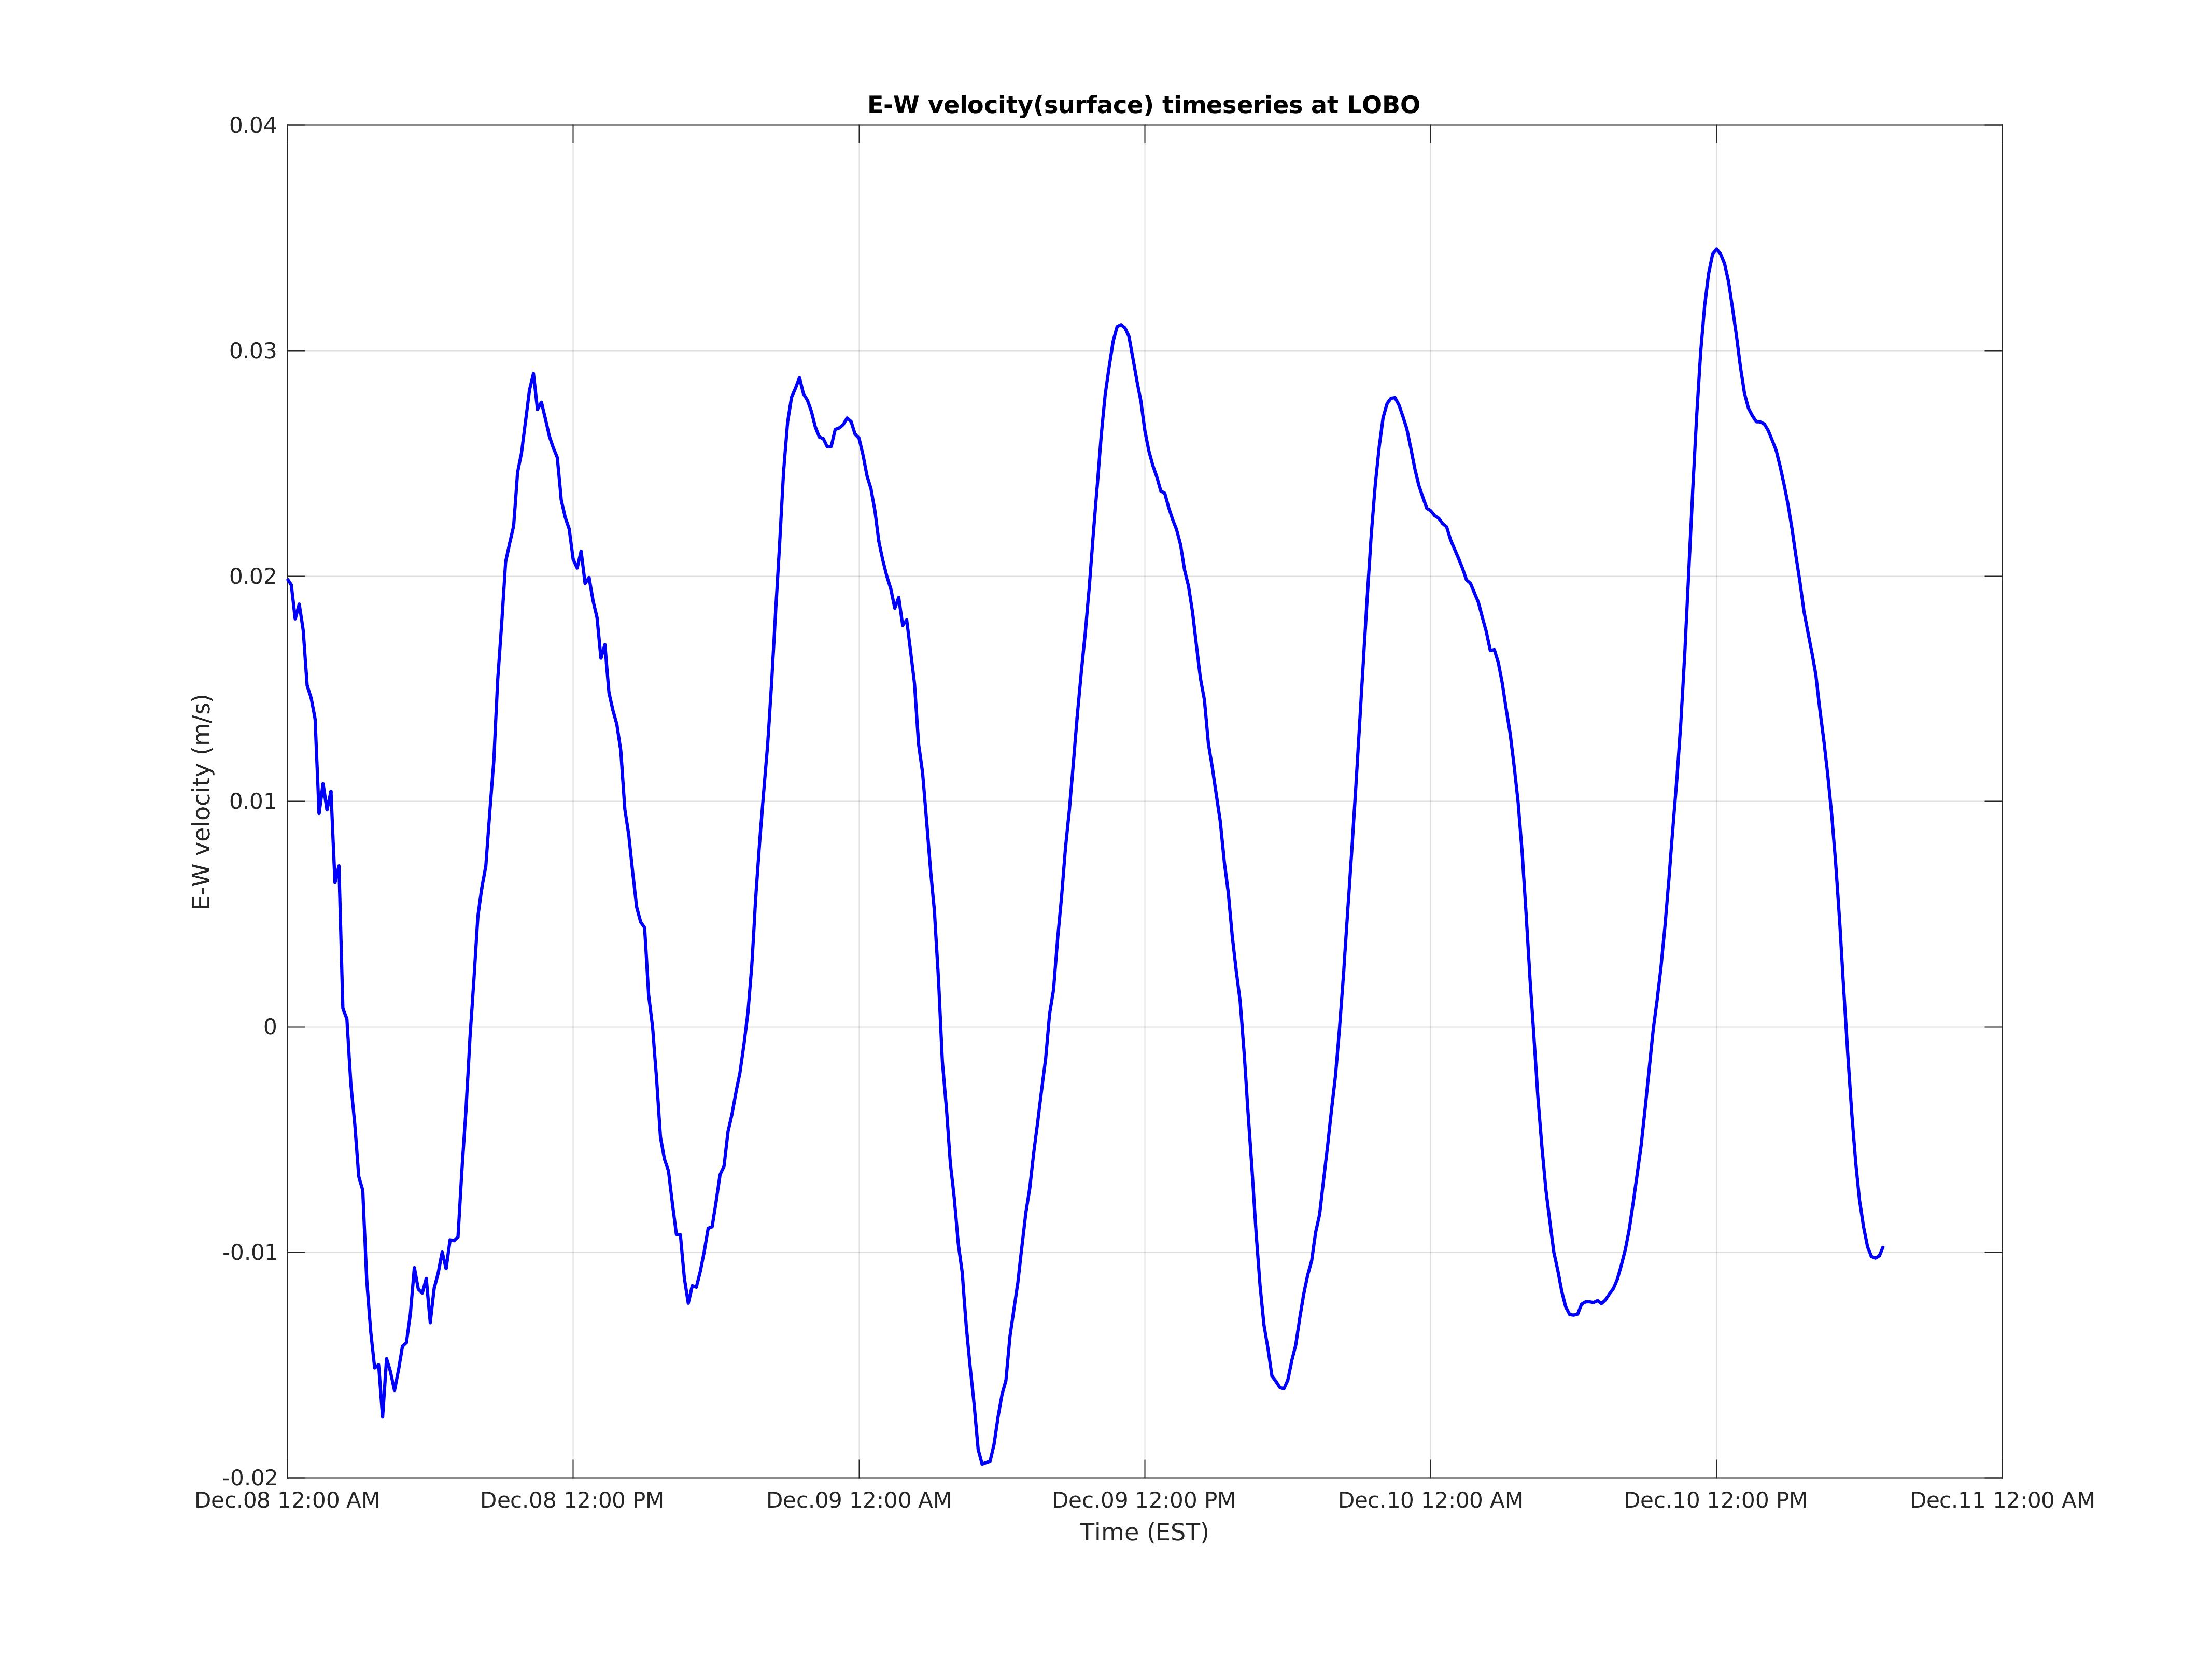 E-W velocity(surface) timeseries at LOBO
0.04
0.03
0.02
0.01
0
-0.01
-0.02
E-W velocity (m/s)
Dec.08 12:00 AM Dec.08 12:00 PM Dec.09 12:00 AM Dec.09 12:00 PM Dec.10 12:00 AM Dec.10 12:00 PM Dec.11 12:00 AM
Time (EST)